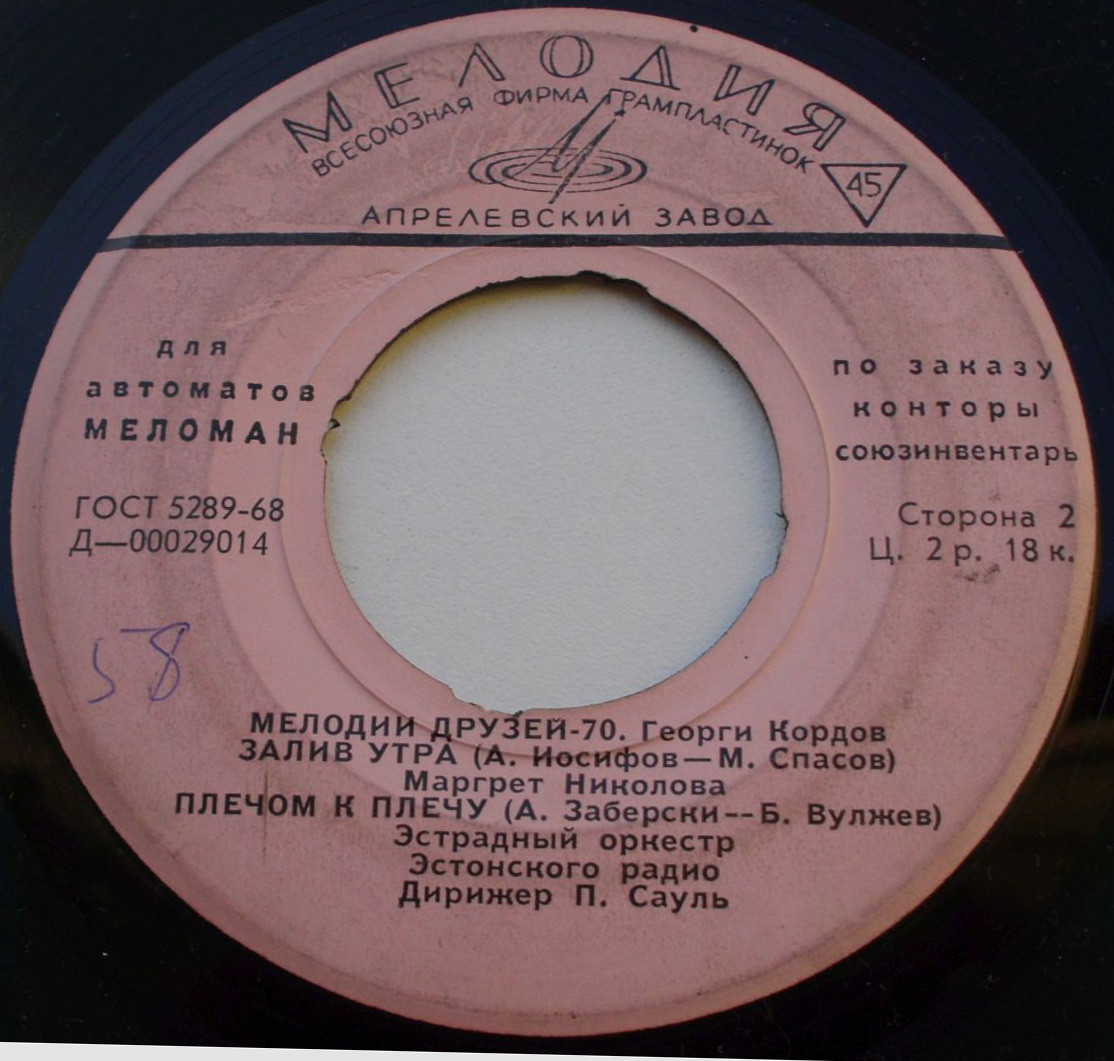 МЕЛОДИЯ
ВСЕСОЮЗНАЯ ФИРМА ГРАМПЛАСТИНОК
45
АПРЕЛЕВСКИЙ ЗАВОД
для
автоматов
МЕЛОМАН
ГОСТ 5289-68
Д—00029014
по заказу
конторы
союзинвентарь
Сторона 2
Ц. 2 р. 18 к.
58
МЕЛОДИИ ДРУЗЕЙ-70. Георги Кордов
ЗАЛИВ УТРА (А. Иосифов—М. Спасов)
Маргрет Николова
ПЛЕЧОМ К ПЛЕЧУ (А. Заберски--Б. Вулжев)
Эстрадный оркестр
Эстонского радио
Дирижер П. Сауль